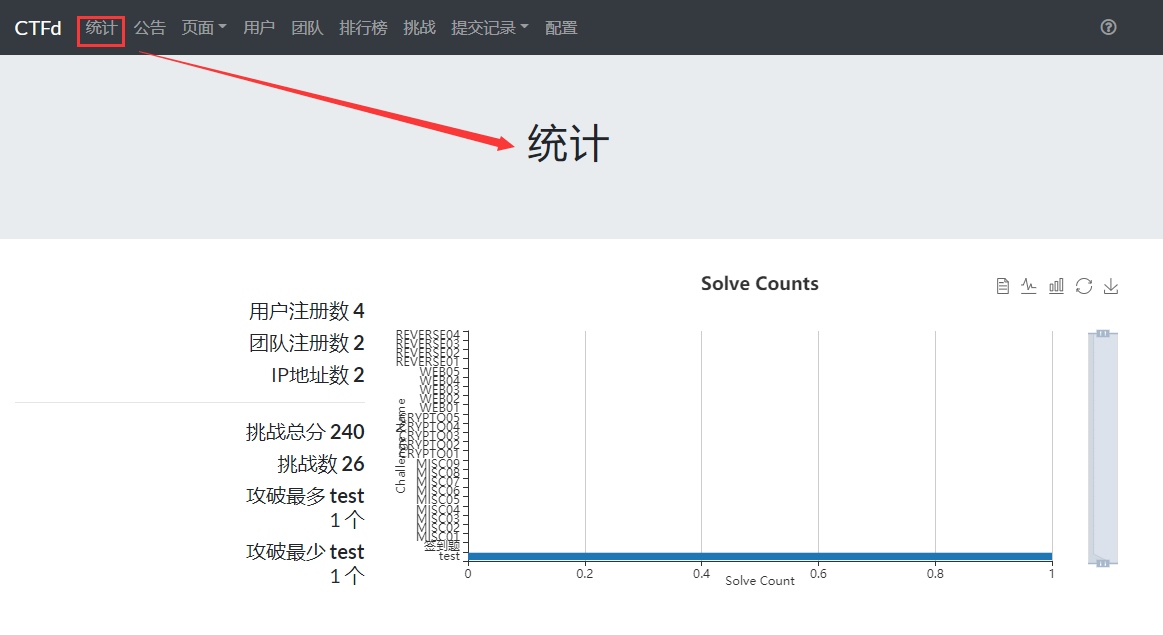 CTFd 统计 公告 页面 用户 团队 排行榜 挑战 提交记录 配置
统计
用户注册数 4
团队注册数 2
IP地址数 2
挑战总分 240
挑战数 26
攻破最多 test
1 个
攻破最少 test
1 个
Solve Counts
Challenge Name
REVERSE04
REVERSE03
REVERSE02
REVERSE01
WEB05
WEB04
WEB03
WEB02
WEB01
CRYPTO05
CRYPTO04
CRYPTO03
CRYPTO02
CRYPTO01
MISC09
MISC08
MISC07
MISC06
MISC05
MISC04
MISC03
MISC02
MISC01
签到题
test
0 0.2 0.4 0.6 0.8 1
Solve Count